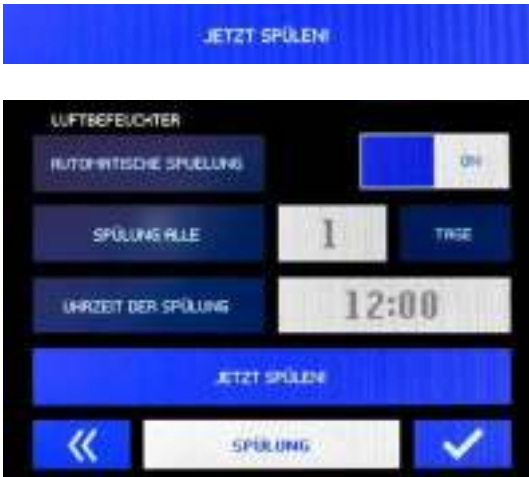 JETZT SPÜLEN!
LUFTBEFEUCHTER
AUTOMATISCHE SPUELUNG
ON
SPÜLUNG ALLE
1
TAGE
UHRZEIT DER SPÜLUNG
12:00
JETZT SPÜLEN!
SPÜLUNG